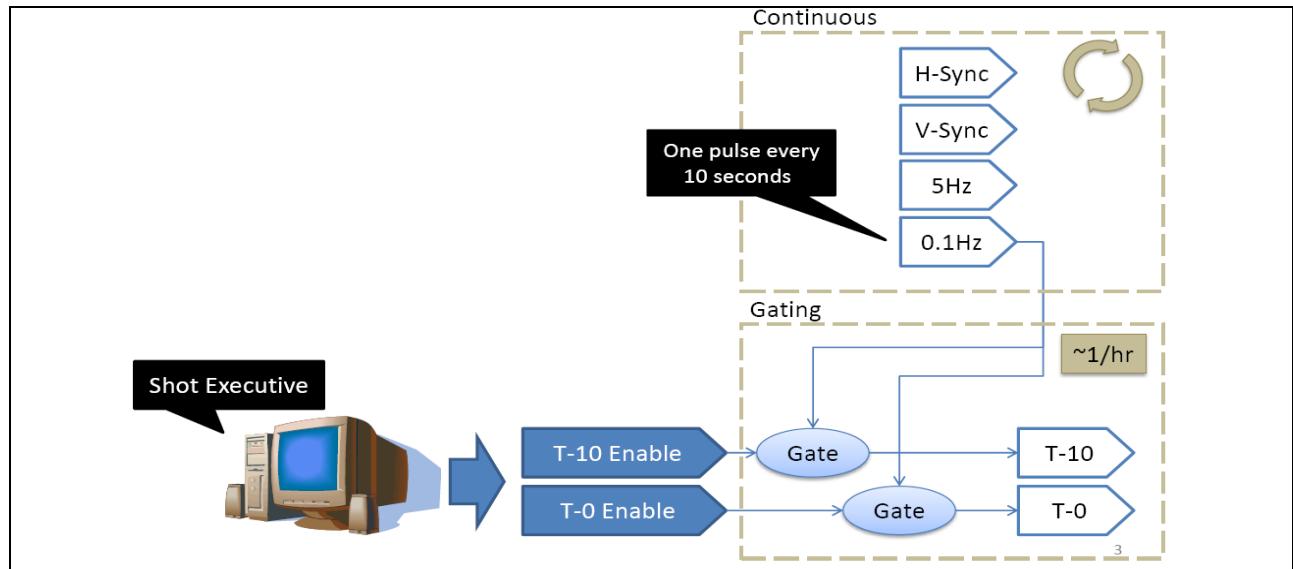 Continuous
H-Sync
V-Sync
One pulse every
10 seconds
5Hz
0.1Hz
Gating
~1/hr
Shot Executive
T-10 Enable
Gate
T-10
T-0 Enable
Gate
T-0
3